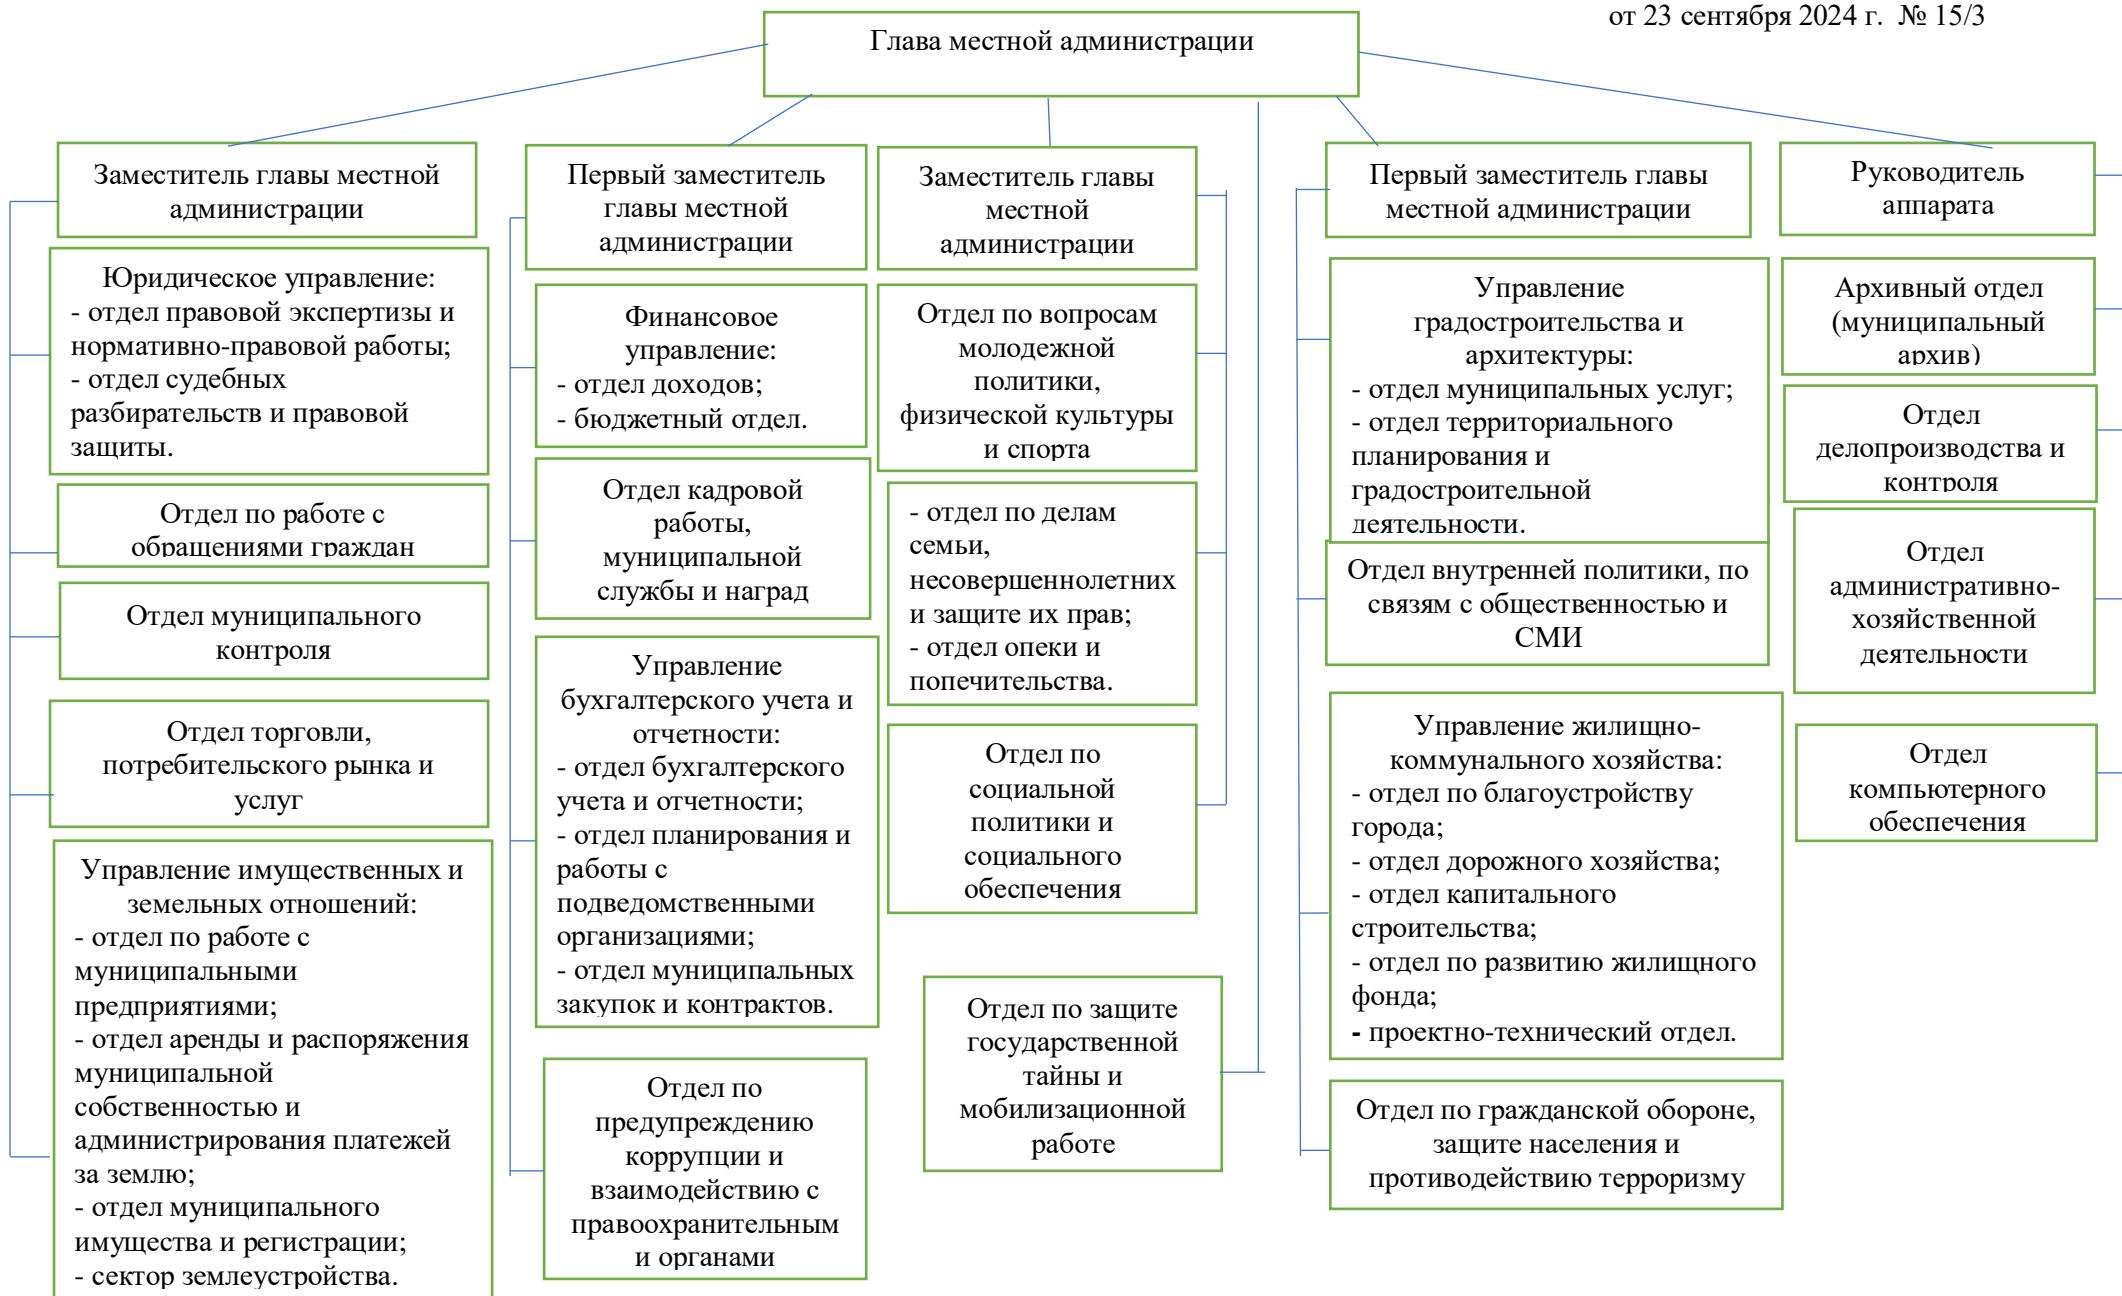 от 23 сентября 2024 г. № 15/3
Глава местной администрации
Заместитель главы местной
администрации
Юридическое управление:
- отдел правовой экспертизы и
нормативно-правовой работы;
- отдел судебных
разбирательств и правовой
защиты.
Отдел по работе с
обращениями граждан
Отдел муниципального
контроля
Отдел торговли,
потребительского рынка и
услуг
Управление имущественных и
земельных отношений:
- отдел по работе с
муниципальными
предприятиями;
- отдел аренды и распоряжения
муниципальной
собственностью и
администрирования платежей
за землю;
- отдел муниципального
имущества и регистрации;
- сектор землеустройства.
Первый заместитель
главы местной
администрации
Финансовое
управление:
- отдел доходов;
- бюджетный отдел.
Отдел кадровой
работы,
муниципальной
службы и наград
Управление
бухгалтерского учета и
отчетности:
- отдел бухгалтерского
учета и отчетности;
- отдел планирования и
работы с
подведомственными
организациями;
- отдел муниципальных
закупок и контрактов.
Отдел по
предупреждению
коррупции и
взаимодействию с
правоохранительным
и органами
Заместитель главы
местной
администрации
Отдел по вопросам
молодежной
политики,
физической культуры
и спорта
- отдел по делам
семьи,
несовершеннолетних
и защите их прав;
- отдел опеки и
попечительства.
Отдел по
социальной
политики и
социального
обеспечения
Отдел по защите
государственной
тайны и
мобилизационной
работе
Первый заместитель главы
местной администрации
Управление
градостроительства и
архитектуры:
- отдел муниципальных услуг;
- отдел территориального
планирования и
градостроительной
деятельности.
Отдел внутренней политики, по
связям с общественностью и
СМИ
Управление жилищно-
коммунального хозяйства:
- отдел по благоустройству
города;
- отдел дорожного хозяйства;
- отдел капитального
строительства;
- отдел по развитию жилищного
фонда;
- проектно-технический отдел.
Отдел по гражданской обороне,
защите населения и
противодействию терроризму
Руководитель
аппарата
Архивный отдел
(муниципальный
архив)
Отдел
делопроизводства и
контроля
Отдел
административно-
хозяйственной
деятельности
Отдел
компьютерного
обеспечения